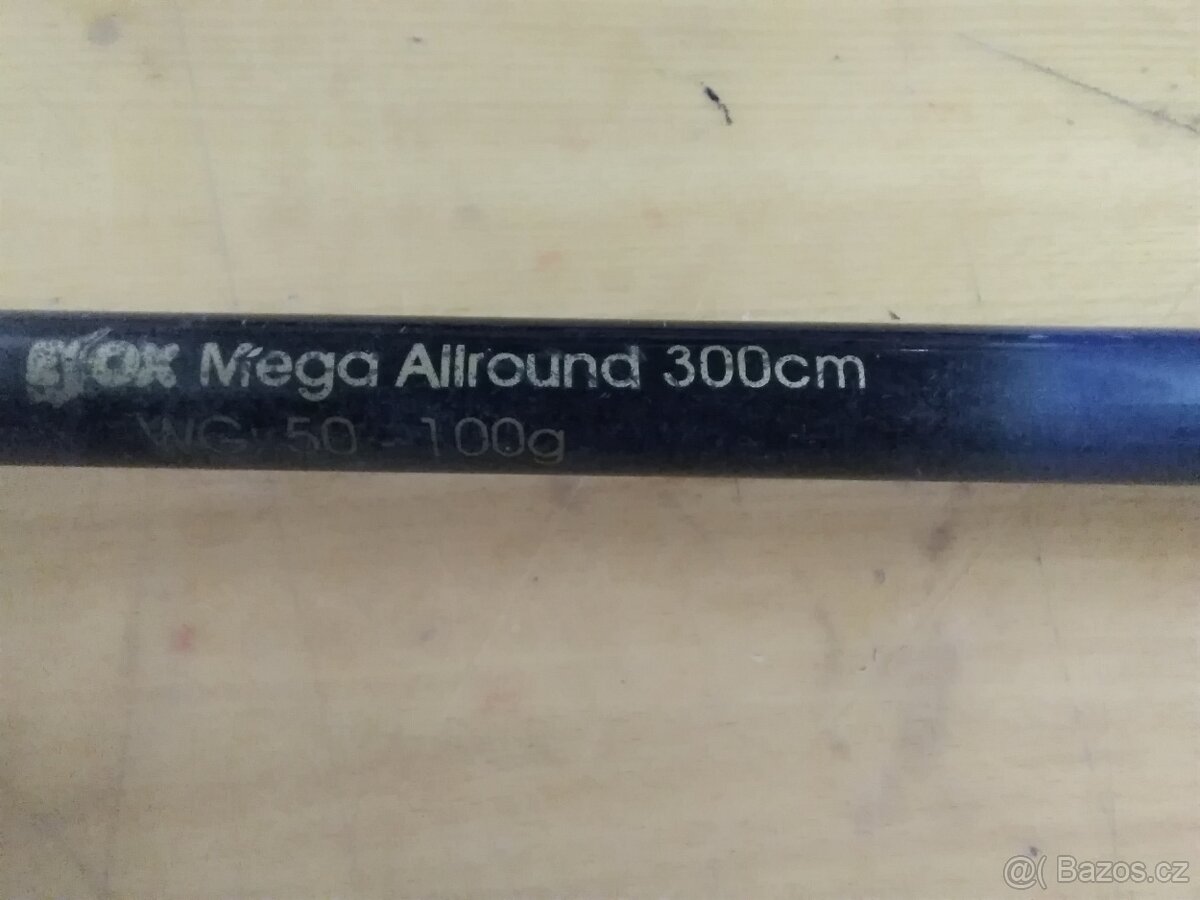 Mega Allround 300cm
WG: 50 - 100g
@( Bazos.cz